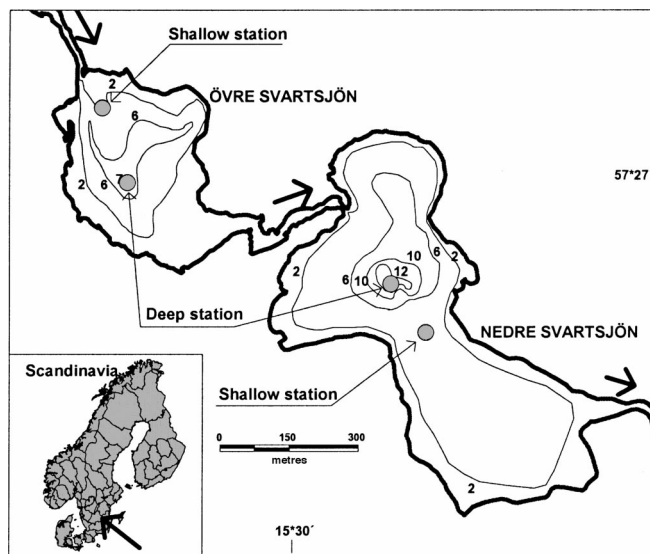 Shallow station
2
ÖVRE SVARTSJÖN
6
57*27
7
2
6
2
10
6
2
12
6
10
Deep station
NEDRE SVARTSJÖN
Scandinavia
Shallow station
0 150 300
metres
2
15*30´